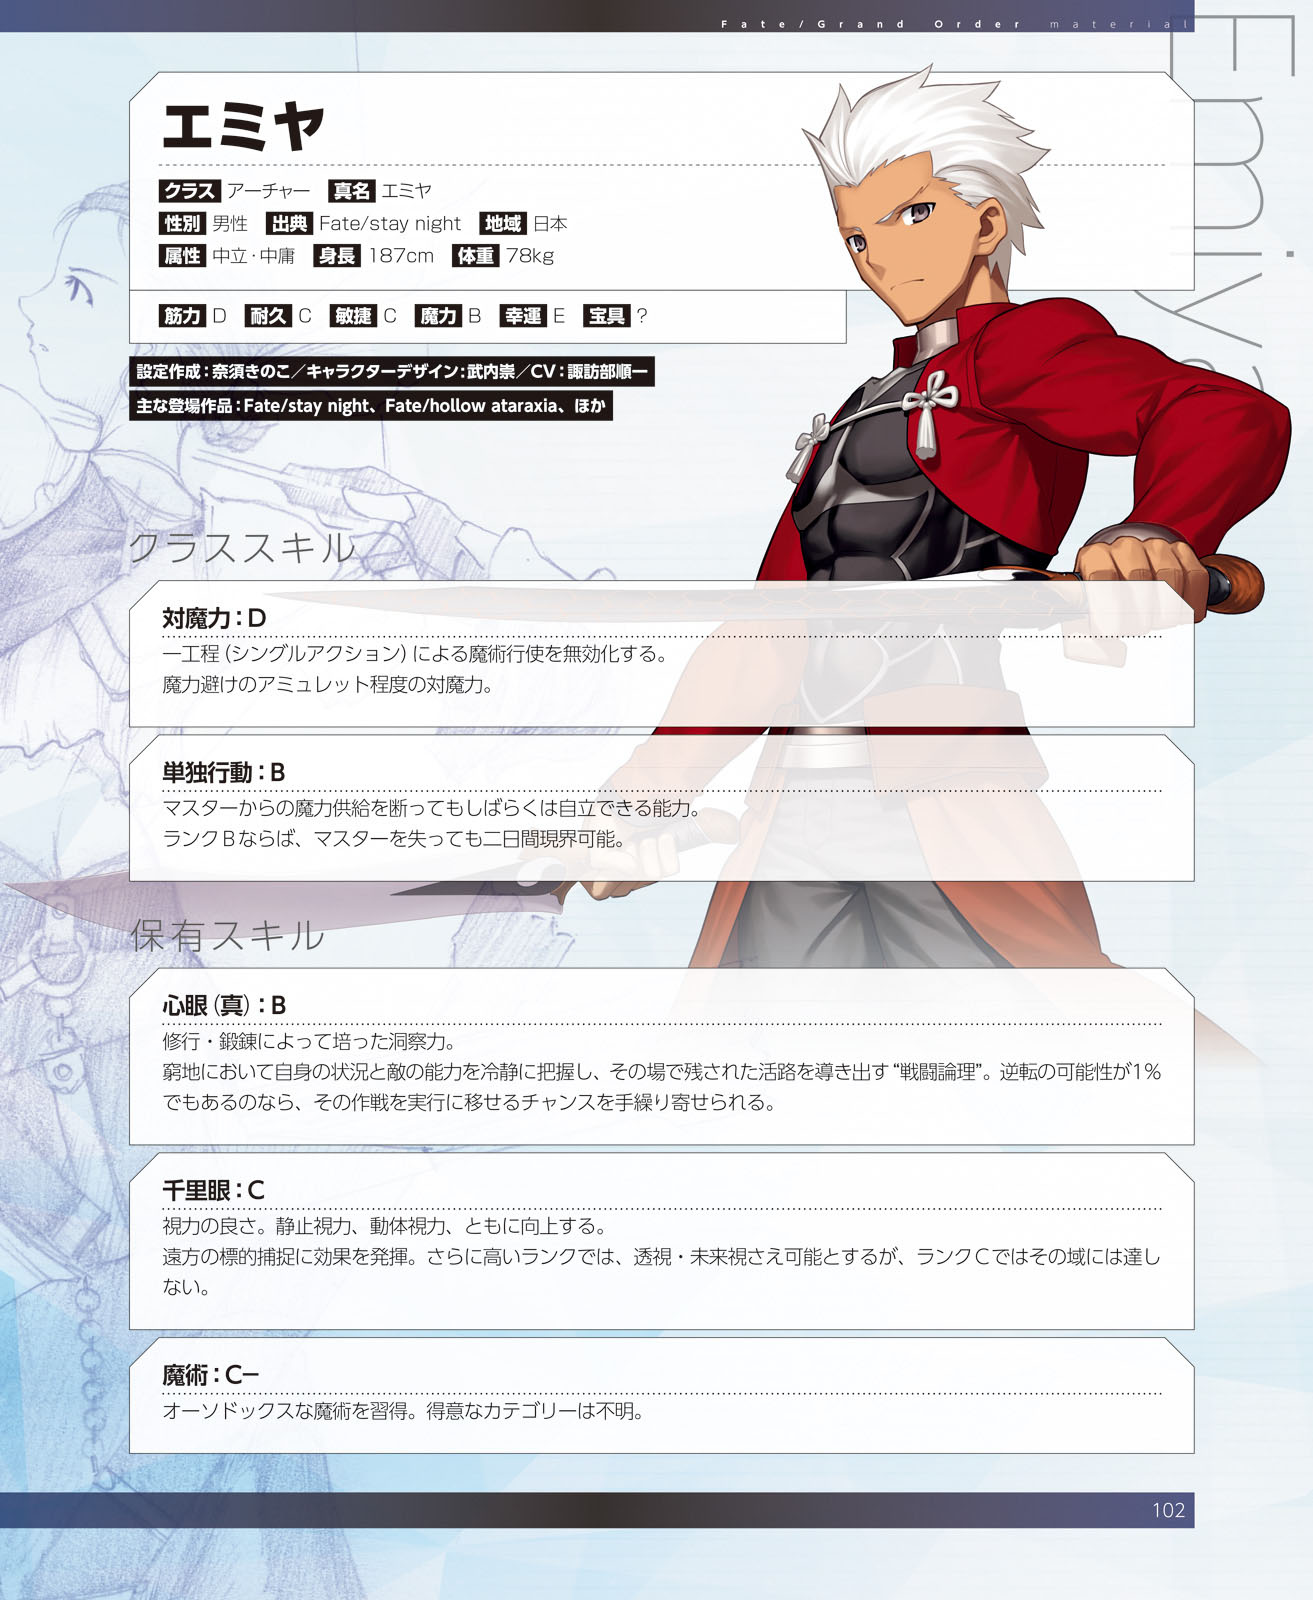 Fate/Grand Order material
Emiya
エミヤ
クラス アーチャー 真名 エミヤ
性別 男性 出典 Fate/stay night 地域 日本
属性 中立・中庸 身長 187cm 体重 78kg
筋力 D 耐久 C 敏捷 C 魔力 B 幸運 E 宝具 ?
設定作成：奈須きのこ／キャラクターデザイン：武内崇／CV：諏訪部順一
主な登場作品：Fate/stay night、Fate/hollow ataraxia、ほか
クラススキル
対魔力：D
一工程（シングルアクション）による魔術行使を無効化する。
魔力避けのアミュレット程度の対魔力。
単独行動：B
マスターからの魔力供給を断ってもしばらくは自立できる能力。
ランクBならば、マスターを失っても二日間現界可能。
保有スキル
心眼（真）：B
修行・鍛錬によって培った洞察力。
窮地において自身の状況と敵の能力を冷静に把握し、その場で残された活路を導き出す“戦闘論理”。逆転の可能性が1%
でもあるのなら、その作戦を実行に移せるチャンスを手繰り寄せられる。
千里眼：C
視力の良さ。静止視力、動体視力、ともに向上する。
遠方の標的捕捉に効果を発揮。さらに高いランクでは、透視・未来視さえ可能とするが、ランクCではその域には達し
ない。
魔術：C−
オーソドックスな魔術を習得。得意なカテゴリーは不明。
102